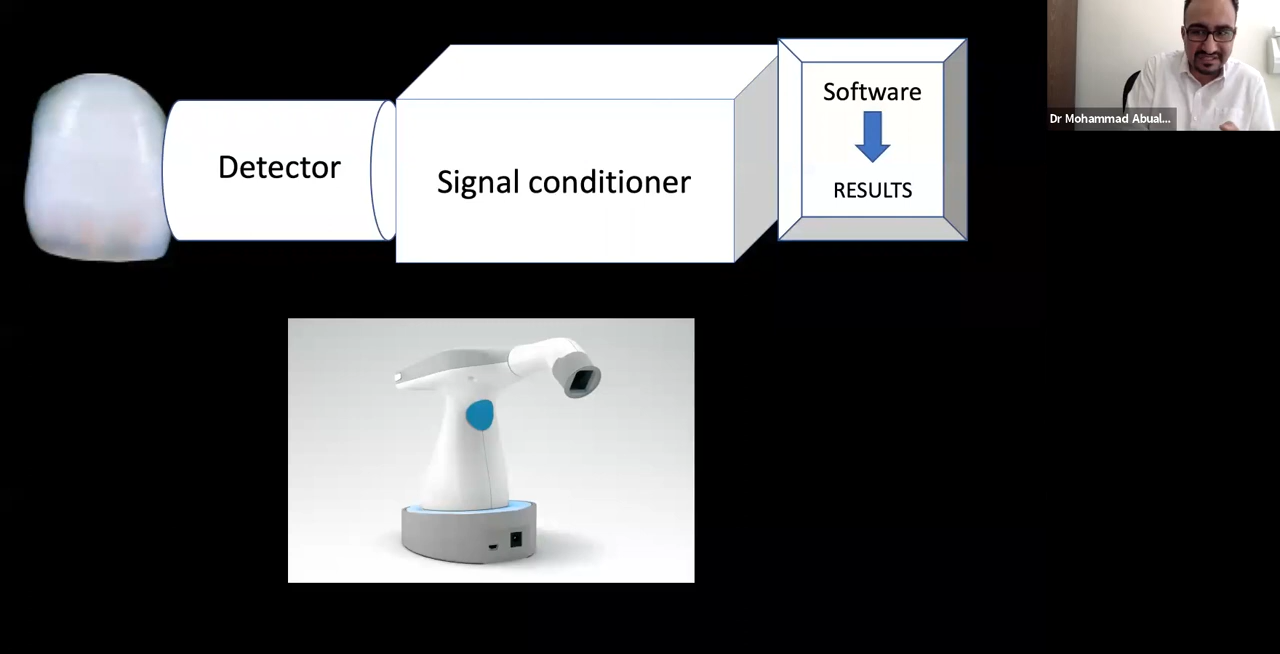 Detector
Signal conditioner
Software
RESULTS
Dr Mohammad Abual...